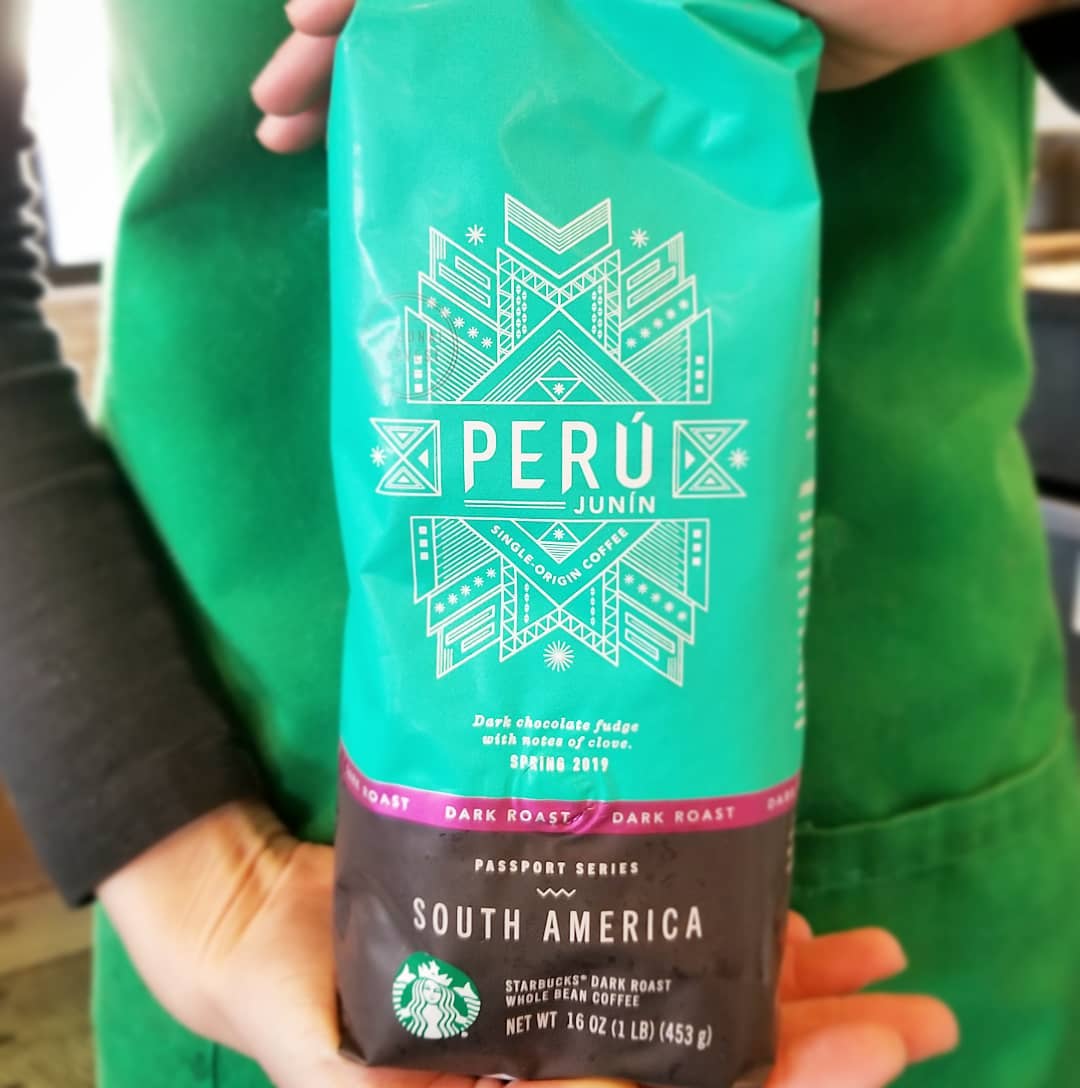 PERÚ
JUNÍN
SINGLE-ORIGIN COFFEE
Dark chocolate fudge
with notes of clove.
SPRING 2019
ROAST DARK ROAST DARK ROAST
PASSPORT SERIES
SOUTH AMERICA
STARBUCKS® DARK ROAST
WHOLE BEAN COFFEE
NET WT 16 OZ (1 LB) (453 g)